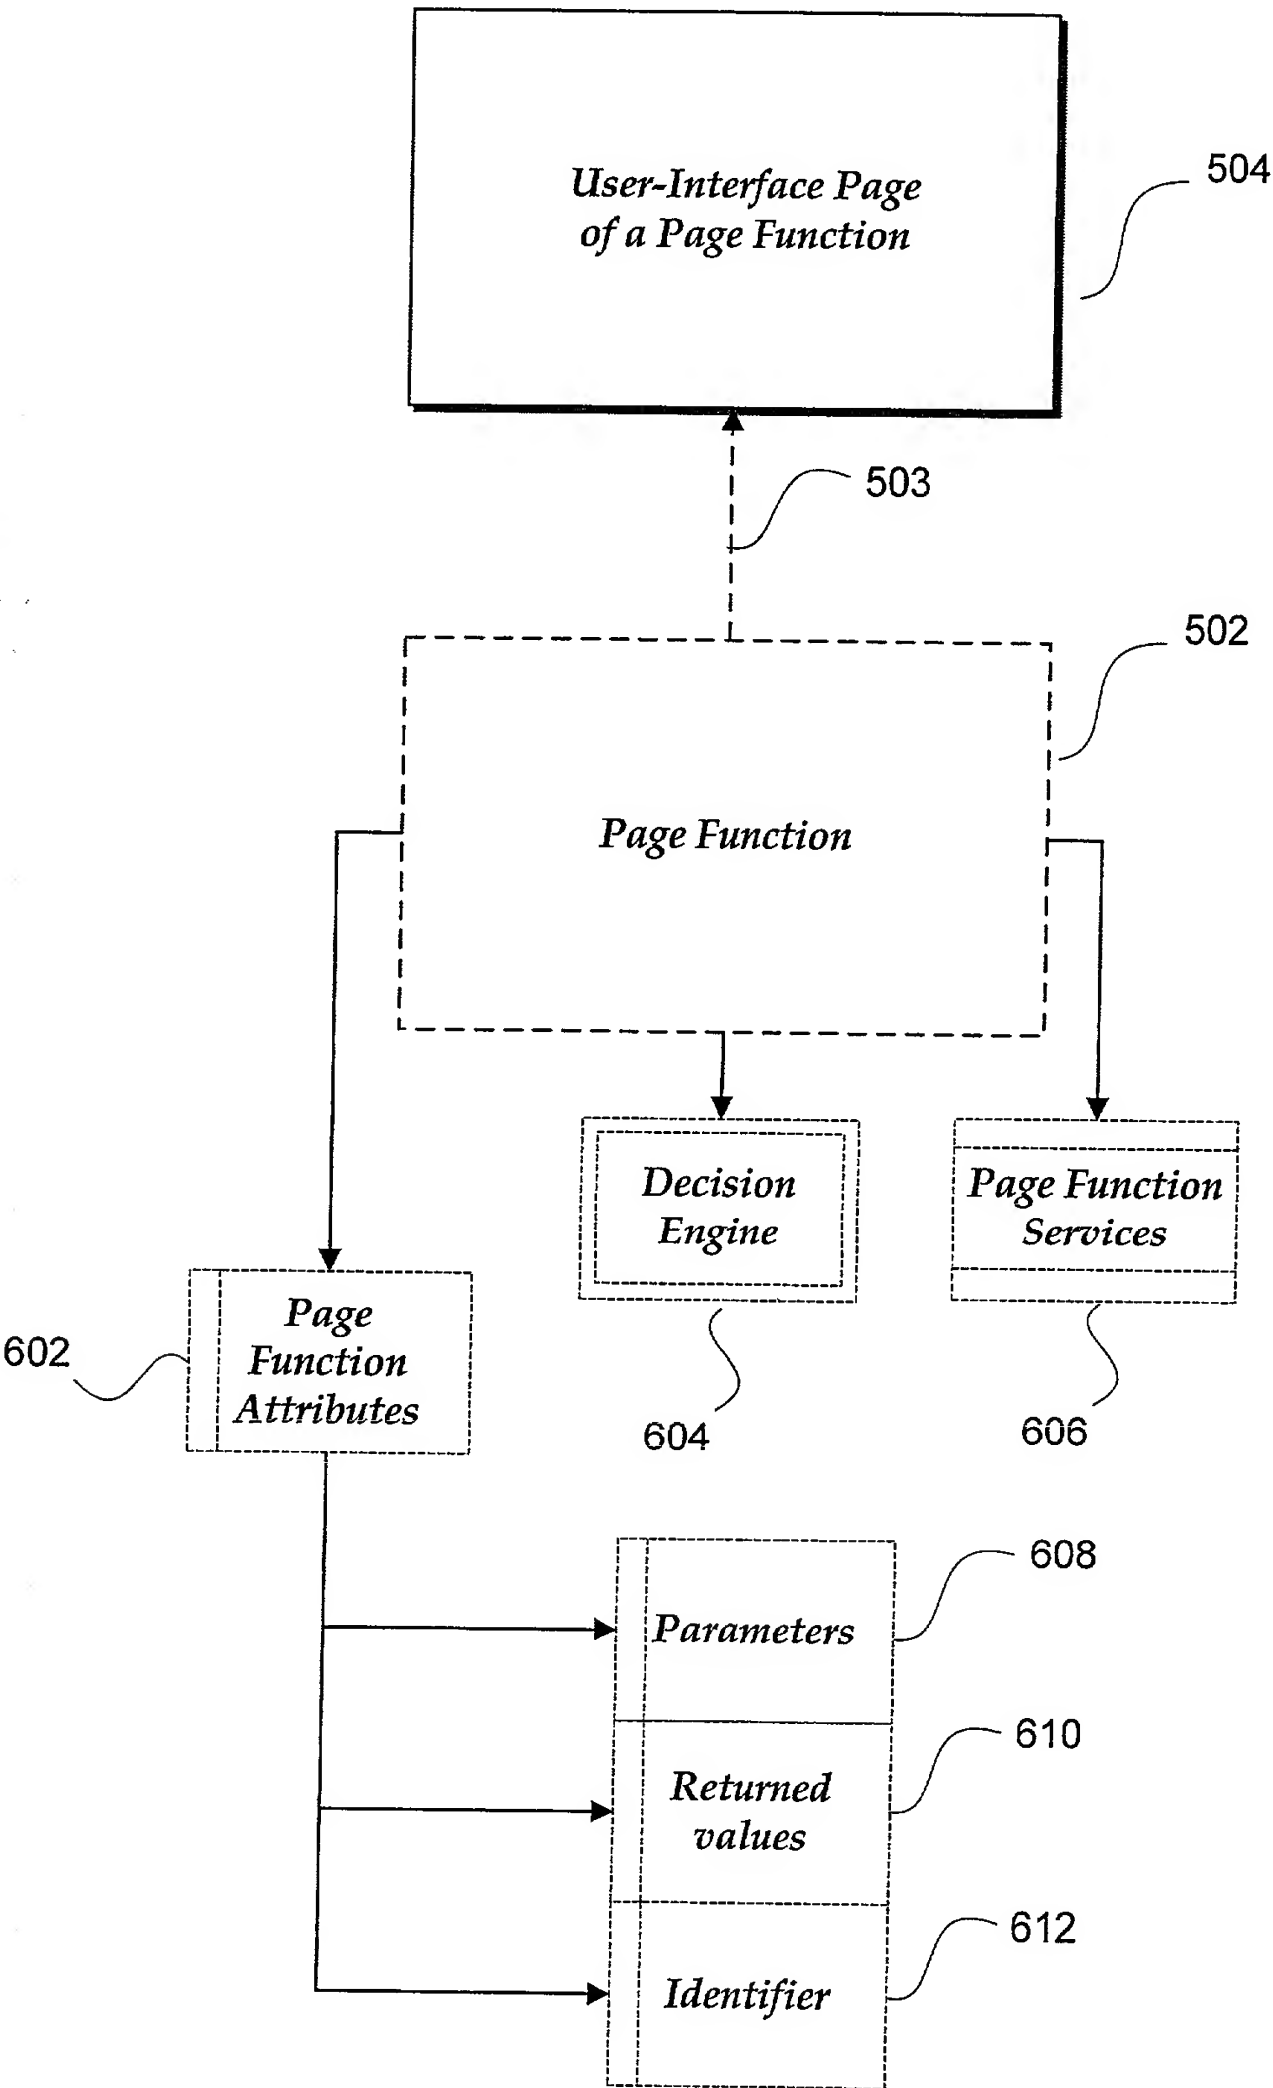 User-Interface Page
of a Page Function
504
503
502
Page Function
Decision
Engine
Page Function
Services
Page
Function
Attributes
602
604
606
608
Parameters
610
Returned
values
612
Identifier